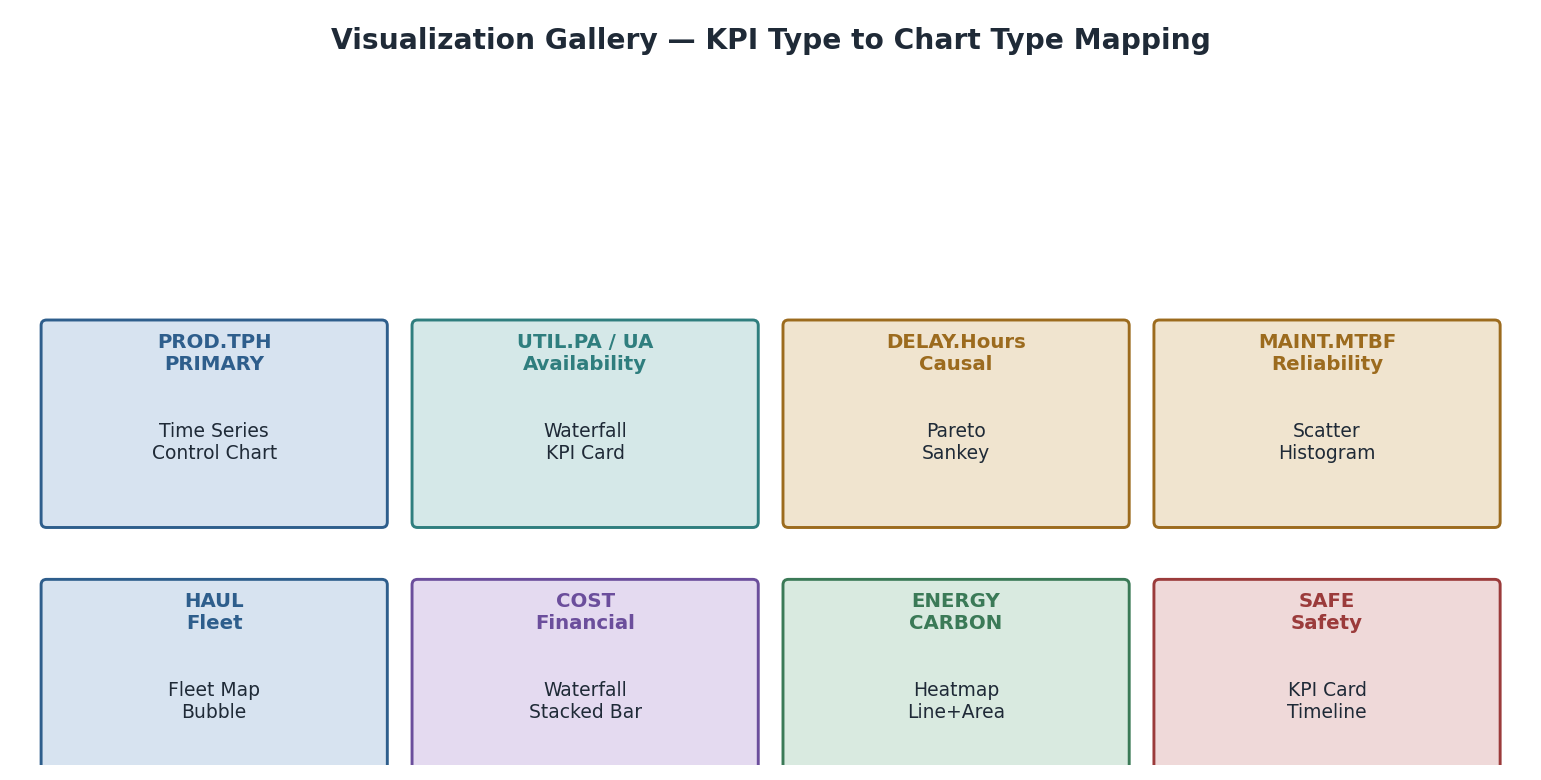 Visualization Gallery — KPI Type to Chart Type Mapping
PROD.TPH
PRIMARY
Time Series
Control Chart
UTIL.PA / UA
Availability
Waterfall
KPI Card
DELAY.Hours
Causal
Pareto
Sankey
MAINT.MTBF
Reliability
Scatter
Histogram
HAUL
Fleet
Fleet Map
Bubble
COST
Financial
Waterfall
Stacked Bar
ENERGY
CARBON
Heatmap
Line+Area
SAFE
Safety
KPI Card
Timeline